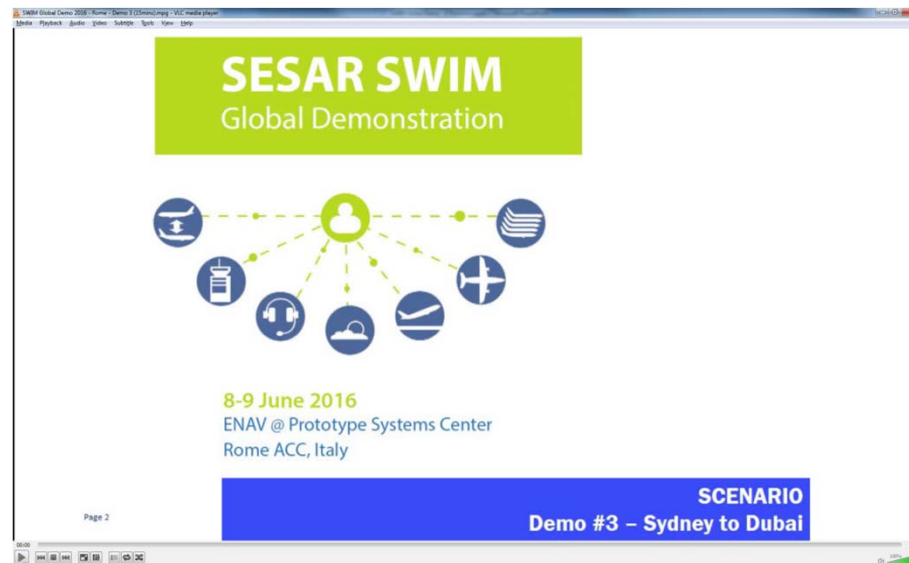 SWIM Global Demo 2016 - Rome - Demo 3 (15mins).mpg - VLC media player
Media Playback Audio Video Subtitle Tools View Help
SESAR SWIM
Global Demonstration
8-9 June 2016
ENAV @ Prototype Systems Center
Rome ACC, Italy
SCENARIO
Demo #3 – Sydney to Dubai
Page 2
00:00
100%